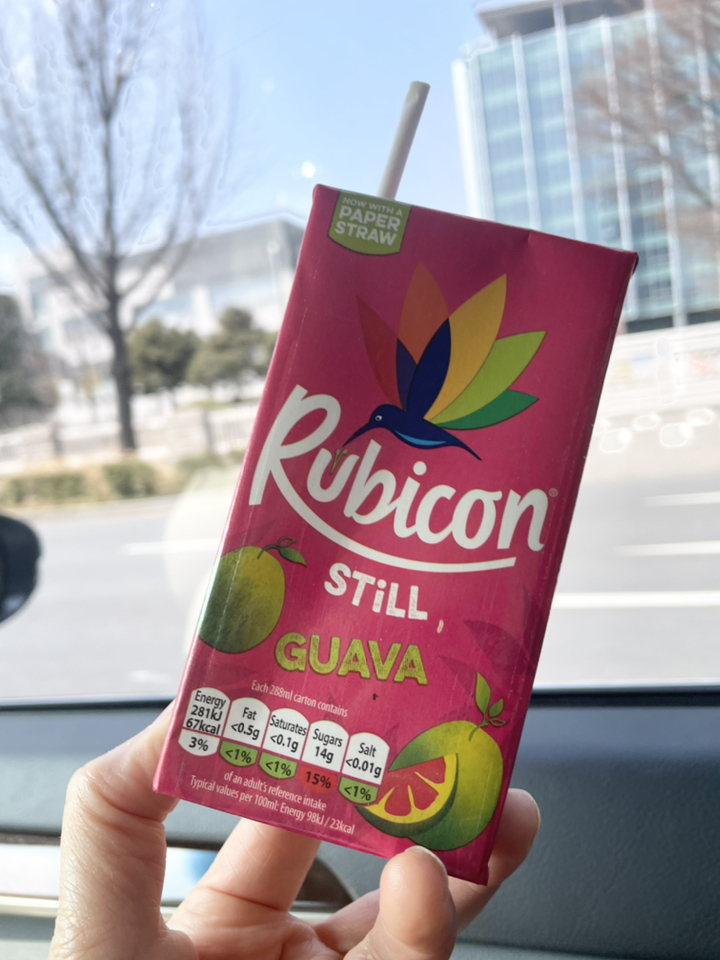 NOW WITH A
PAPER
STRAW
Rubicon®
STiLL
GUAVA
Each 288ml carton contains
Energy Fat Saturates Sugars Salt
281kJ <0.5g <0.1g 14g <0.01g
67kcal
3% <1% <1% 15% <1%
of an adult's reference intake
Typical values per 100ml: Energy 98kJ / 23kcal